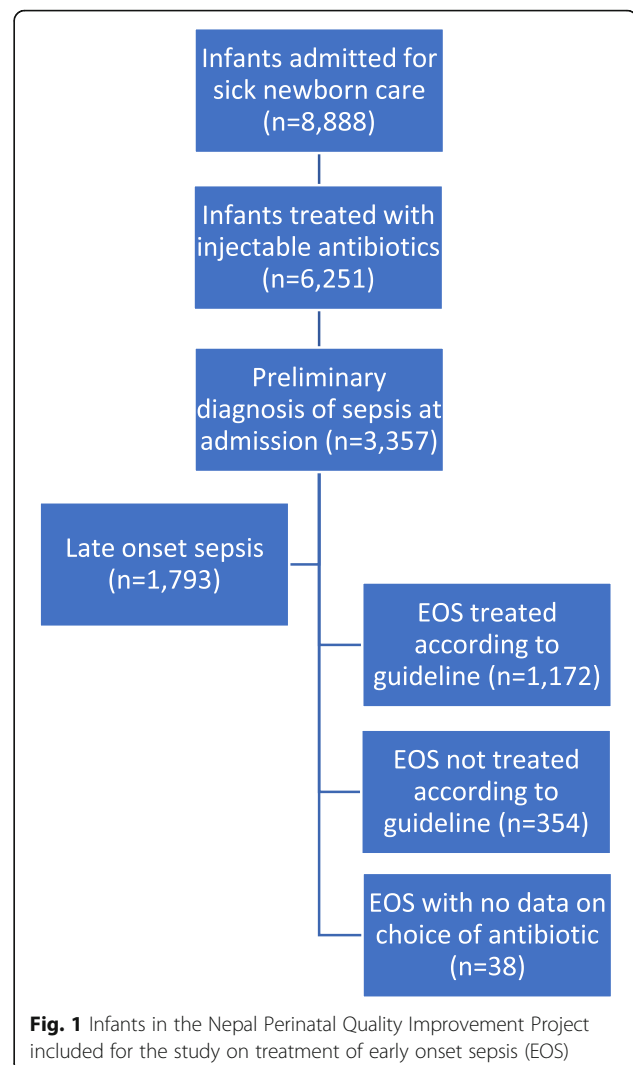 Infants admitted for
sick newborn care
(n=8,888)
Infants treated with
injectable antibiotics
(n=6,251)
Preliminary
diagnosis of sepsis at
admission (n=3,357)
Late onset sepsis
(n=1,793)
EOS treated
according to
guideline (n=1,172)
EOS not treated
according to
guideline (n=354)
EOS with no data on
choice of antibiotic
(n=38)
Fig. 1 Infants in the Nepal Perinatal Quality Improvement Project
included for the study on treatment of early onset sepsis (EOS)